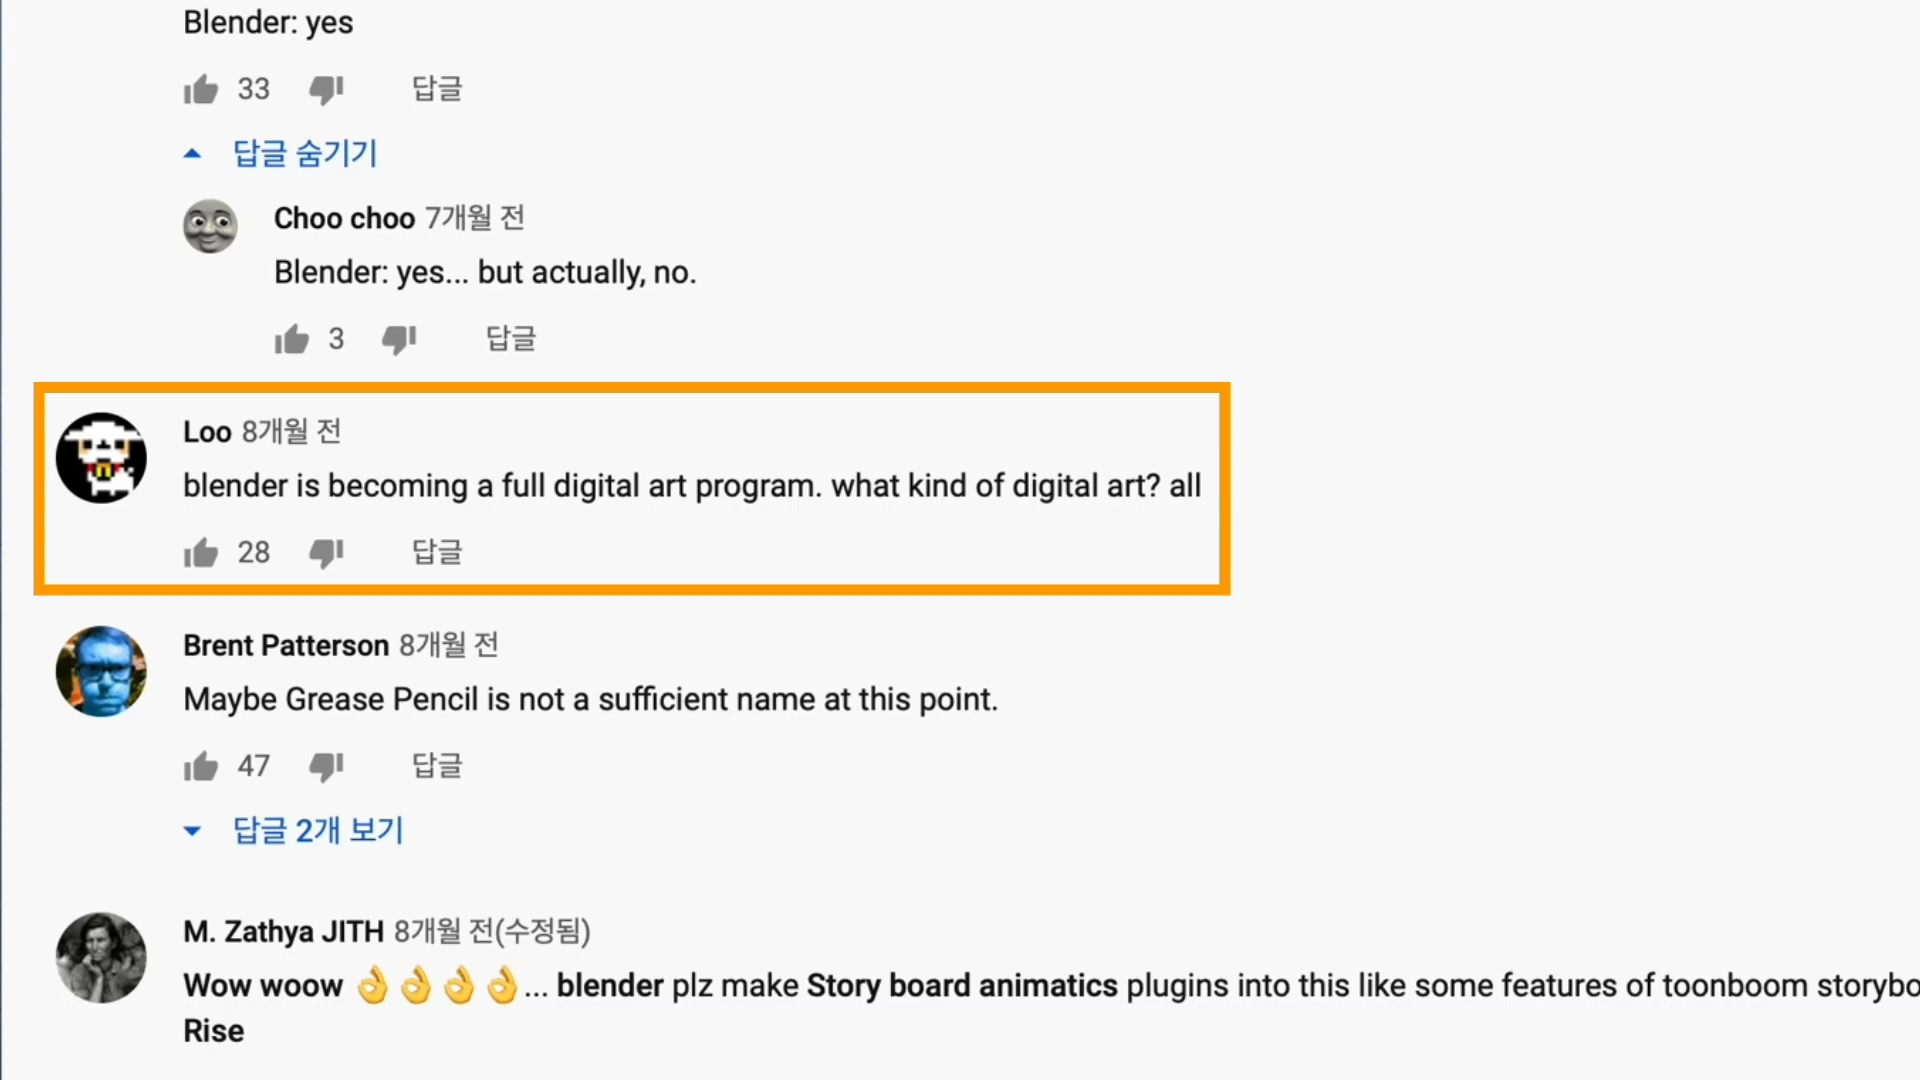 Blender: yes
33 답글
답글 숨기기
Choo choo 7개월 전
Blender: yes... but actually, no.
3 답글
Loo 8개월 전
blender is becoming a full digital art program. what kind of digital art? all
28 답글
Brent Patterson 8개월 전
Maybe Grease Pencil is not a sufficient name at this point.
47 답글
답글 2개 보기
M. Zathya JITH 8개월 전(수정됨)
Wow woow 👌👌👌👌... blender plz make Story board animatics plugins into this like some features of toonboom
Rise